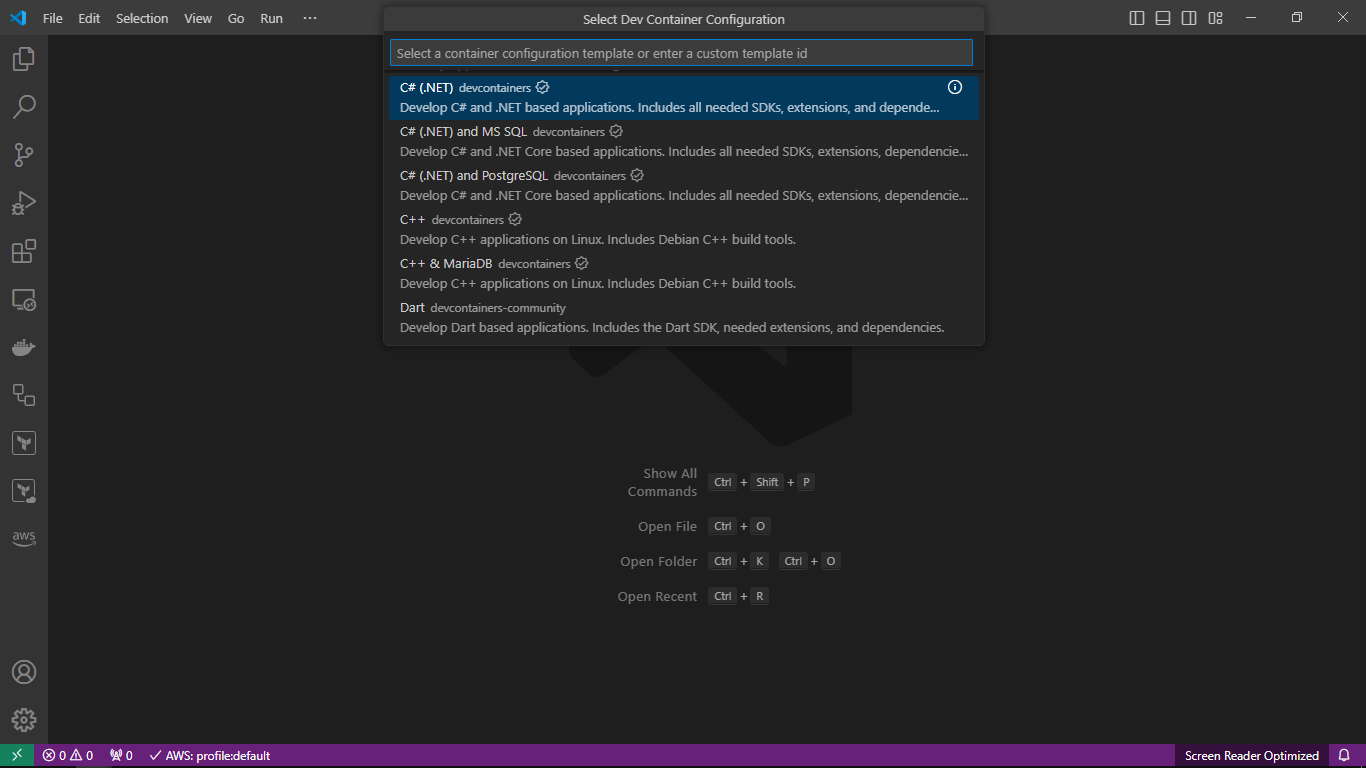 File Edit Selection View Go Run ···
Select Dev Container Configuration
Select a container configuration template or enter a custom template id
C# (.NET) devcontainers
Develop C# and .NET based applications. Includes all needed SDKs, extensions, and depende...
C# (.NET) and MS SQL devcontainers
Develop C# and .NET Core based applications. Includes all needed SDKs, extensions, dependencie...
C# (.NET) and PostgreSQL devcontainers
Develop C# and .NET Core based applications. Includes all needed SDKs, extensions, dependencie...
C++ devcontainers
Develop C++ applications on Linux. Includes Debian C++ build tools.
C++ & MariaDB devcontainers
Develop C++ applications on Linux. Includes Debian C++ build tools.
Dart devcontainers-community
Develop Dart based applications. Includes the Dart SDK, needed extensions, and dependencies.
Show All
Commands Ctrl + Shift + P
Open File Ctrl + O
Open Folder Ctrl + K Ctrl + O
Open Recent Ctrl + R
aws
0 0 0 AWS: profile:default Screen Reader Optimized